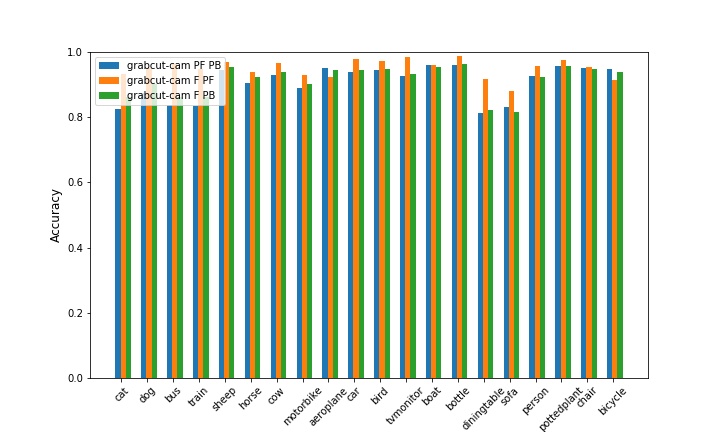 grabcut-cam PF PB
grabcut-cam F PF
grabcut-cam F PB
Accuracy
1.0
0.8
0.6
0.4
0.2
0.0
cat
dog
bus
train
sheep
horse
cow
motorbike
aeroplane
car
bird
tvmonitor
boat
bottle
diningtable
sofa
person
pottedplant
chair
bicycle